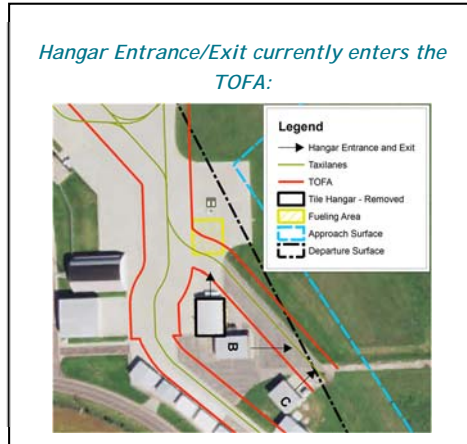 Hangar Entrance/Exit currently enters the
TOFA:
Legend
Hangar Entrance and Exit
Taxilanes
TOFA
Tile Hangar - Removed
Fueling Area
Approach Surface
Departure Surface
B
C